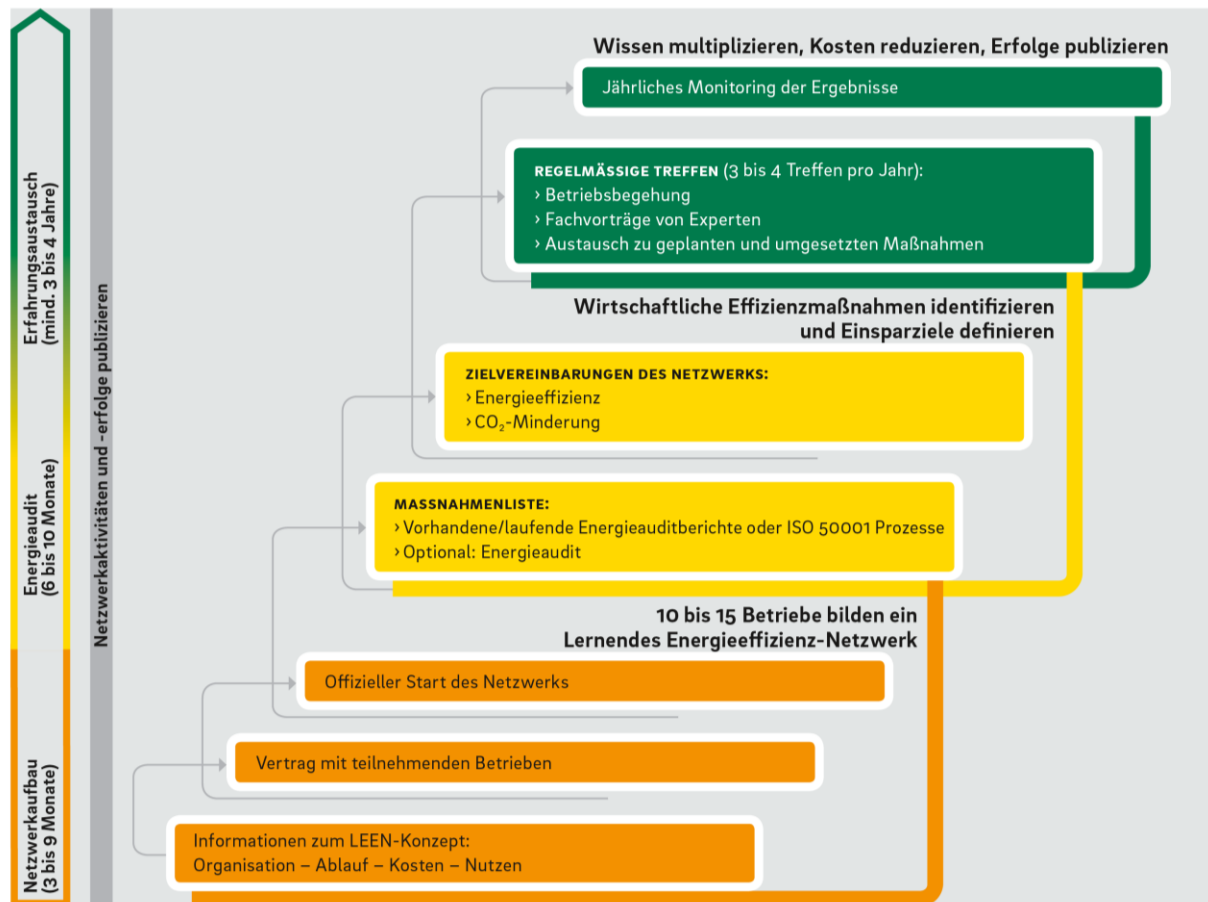 Wissen multiplizieren, Kosten reduzieren, Erfolge publizieren
Jährliches Monitoring der Ergebnisse
REGELMÄSSIGE TREFFEN (3 bis 4 Treffen pro Jahr):
› Betriebsbegehung
› Fachvorträge von Experten
› Austausch zu geplanten und umgesetzten Maßnahmen
Wirtschaftliche Effizienzmaßnahmen identifizieren
und Einsparziele definieren
ZIELVEREINBARUNGEN DES NETZWERKS:
› Energieeffizienz
› CO₂-Minderung
MASSNAHMENLISTE:
› Vorhandene/laufende Energieauditberichte oder ISO 50001 Prozesse
› Optional: Energieaudit
10 bis 15 Betriebe bilden ein
Lernendes Energieeffizienz-Netzwerk
Offizieller Start des Netzwerks
Vertrag mit teilnehmenden Betrieben
Informationen zum LEEN-Konzept:
Organisation – Ablauf – Kosten – Nutzen
Erfahrungsaustausch
(mind. 3 bis 4 Jahre)
Energieaudit
(6 bis 10 Monate)
Netzwerkaufbau
(3 bis 9 Monate)
Netzwerkaktivitäten und -erfolge publizieren